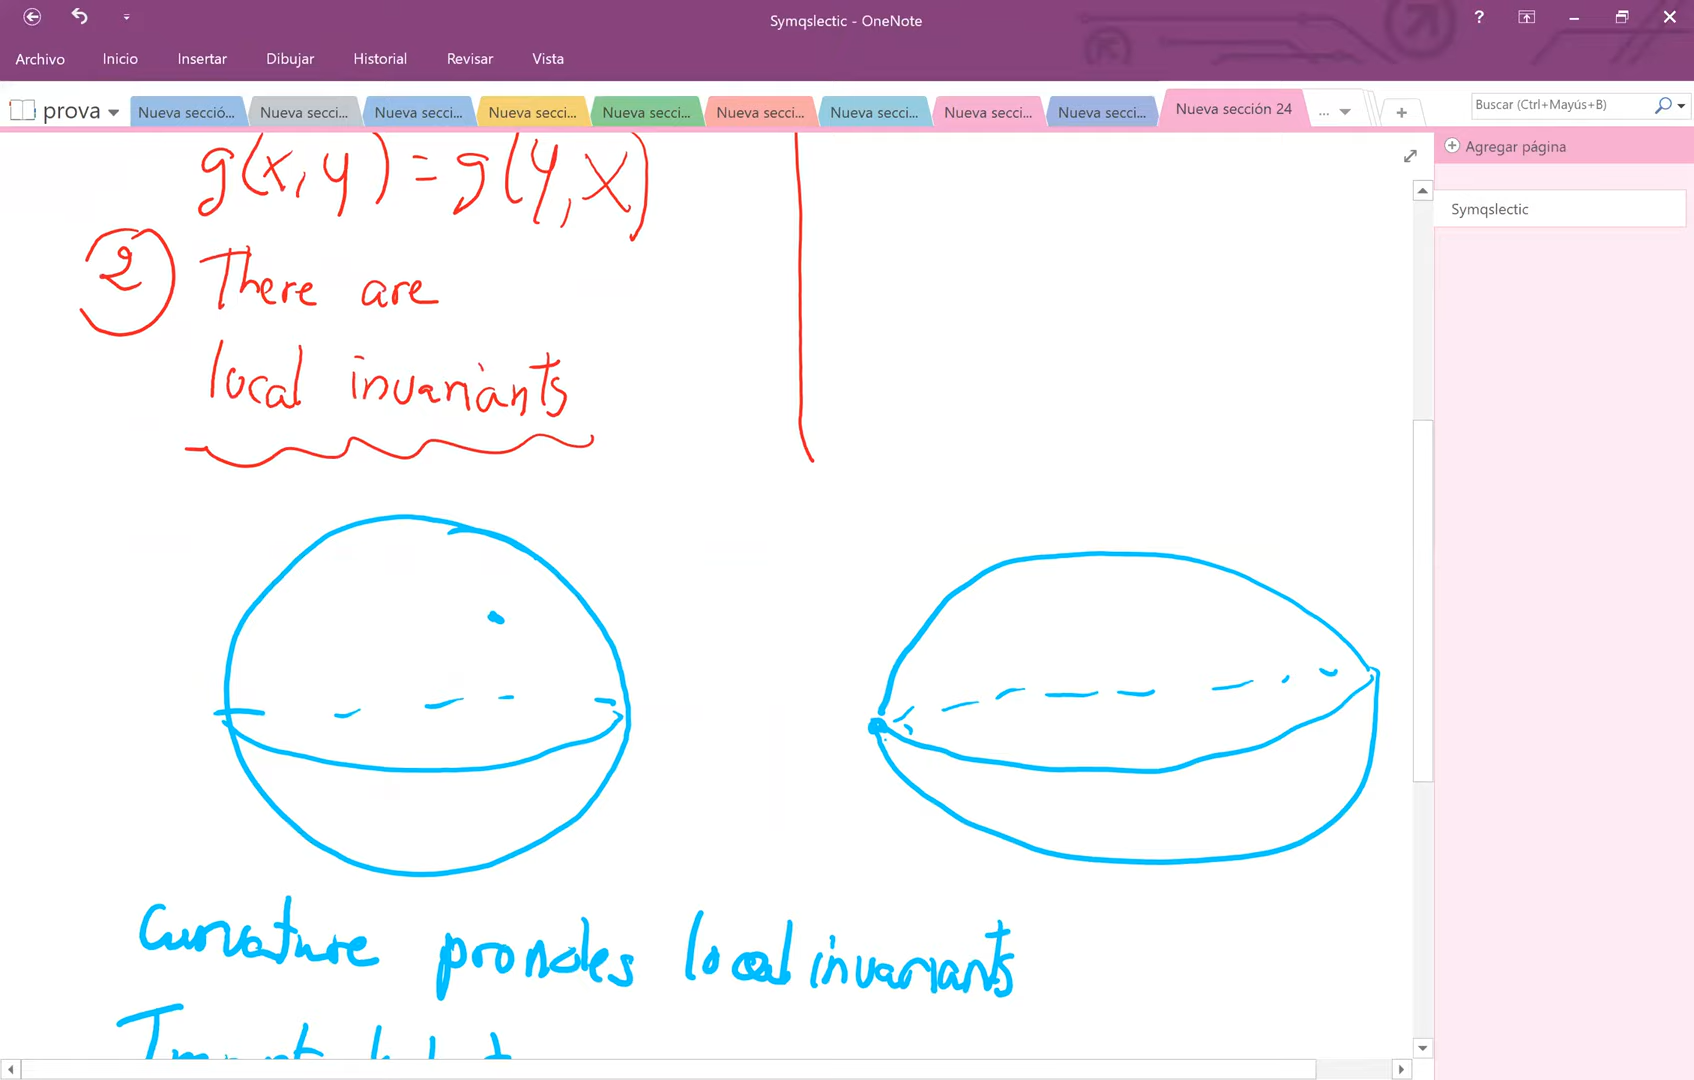 Symqslectic - OneNote
?
Archivo Inicio Insertar Dibujar Historial Revisar Vista
prova Nueva secció... Nueva secci... Nueva secci... Nueva secci... Nueva secci... Nueva secci... Nueva secci... Nueva secci... Nueva secci... Nueva sección 24 ... + Buscar (Ctrl+Mayús+B)
Agregar página
Symqslectic
g(x,y) = g(y,x)
2 There are
local invariants
Curvature provides local invariants